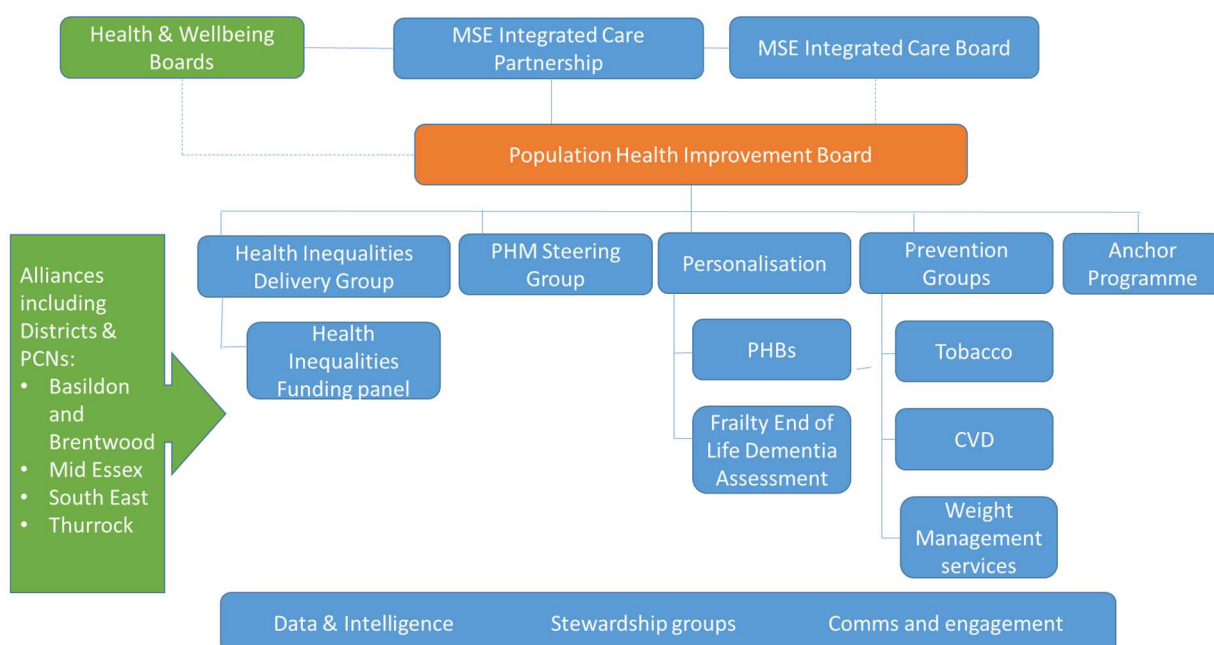 Health & Wellbeing
Boards
MSE Integrated Care
Partnership
MSE Integrated Care Board
Population Health Improvement Board
Alliances
including
Districts &
PCNs:
• Basildon
and
Brentwood
• Mid Essex
• South East
• Thurrock
Health Inequalities
Delivery Group
PHM Steering
Group
Personalisation
Prevention
Groups
Anchor
Programme
Health
Inequalities
Funding panel
PHBs
Frailty End of
Life Dementia
Assessment
Tobacco
CVD
Weight
Management
services
Data & Intelligence
Stewardship groups
Comms and engagement